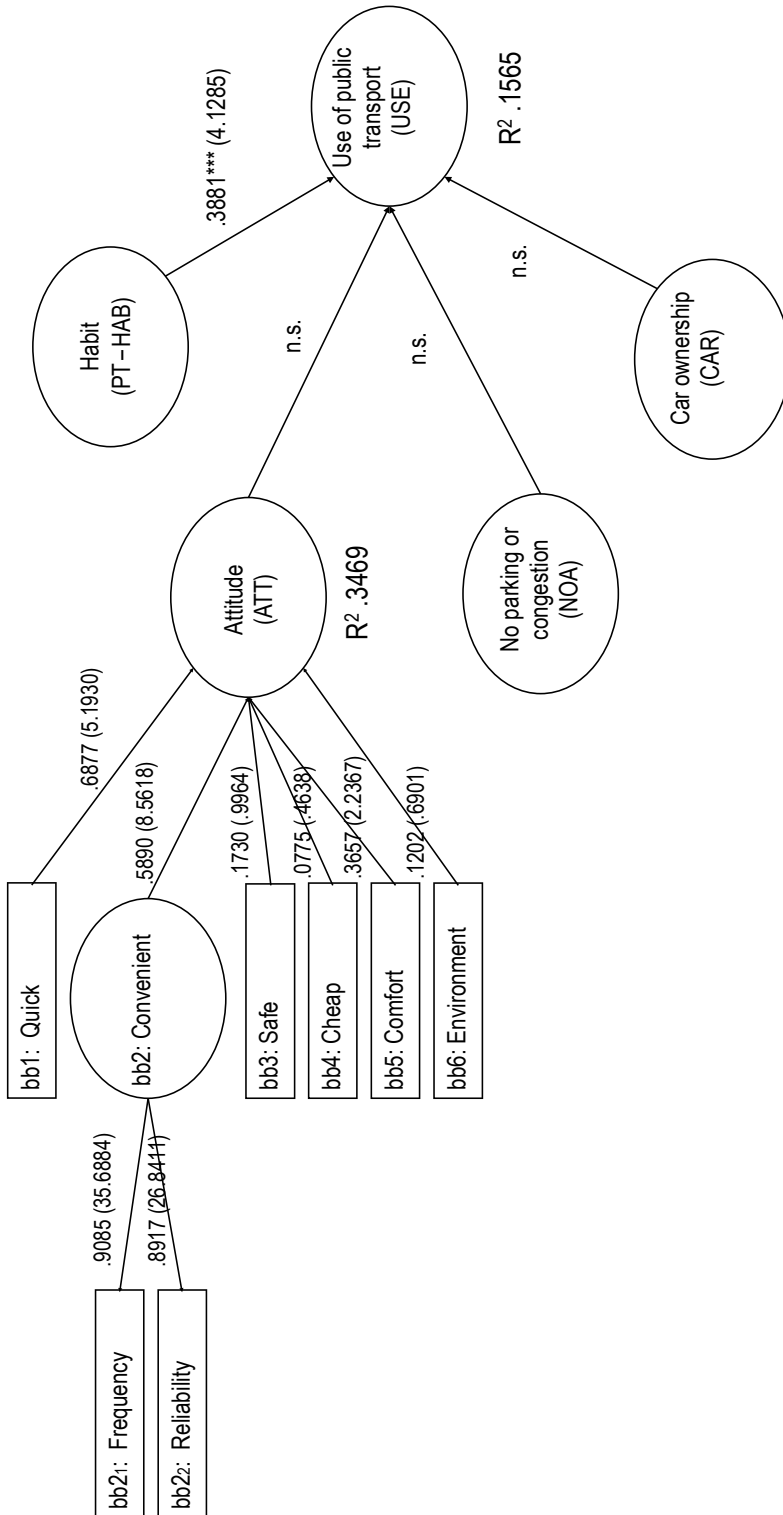 bb2₁: Frequency
bb2₂: Reliability
.9085 (35.6884)
.8917 (26.8411)
bb1: Quick
bb2: Convenient
bb3: Safe
bb4: Cheap
bb5: Comfort
bb6: Environment
.6877 (5.1930)
.5890 (8.5618)
.1730 (.9964)
.0775 (.4638)
.3657 (2.2367)
.1202 (.6901)
Attitude
(ATT)
R² .3469
No parking or
congestion
(NOA)
Habit
(PT–HAB)
Car ownership
(CAR)
.3881*** (4.1285)
n.s.
n.s.
n.s.
Use of public
transport
(USE)
R² .1565